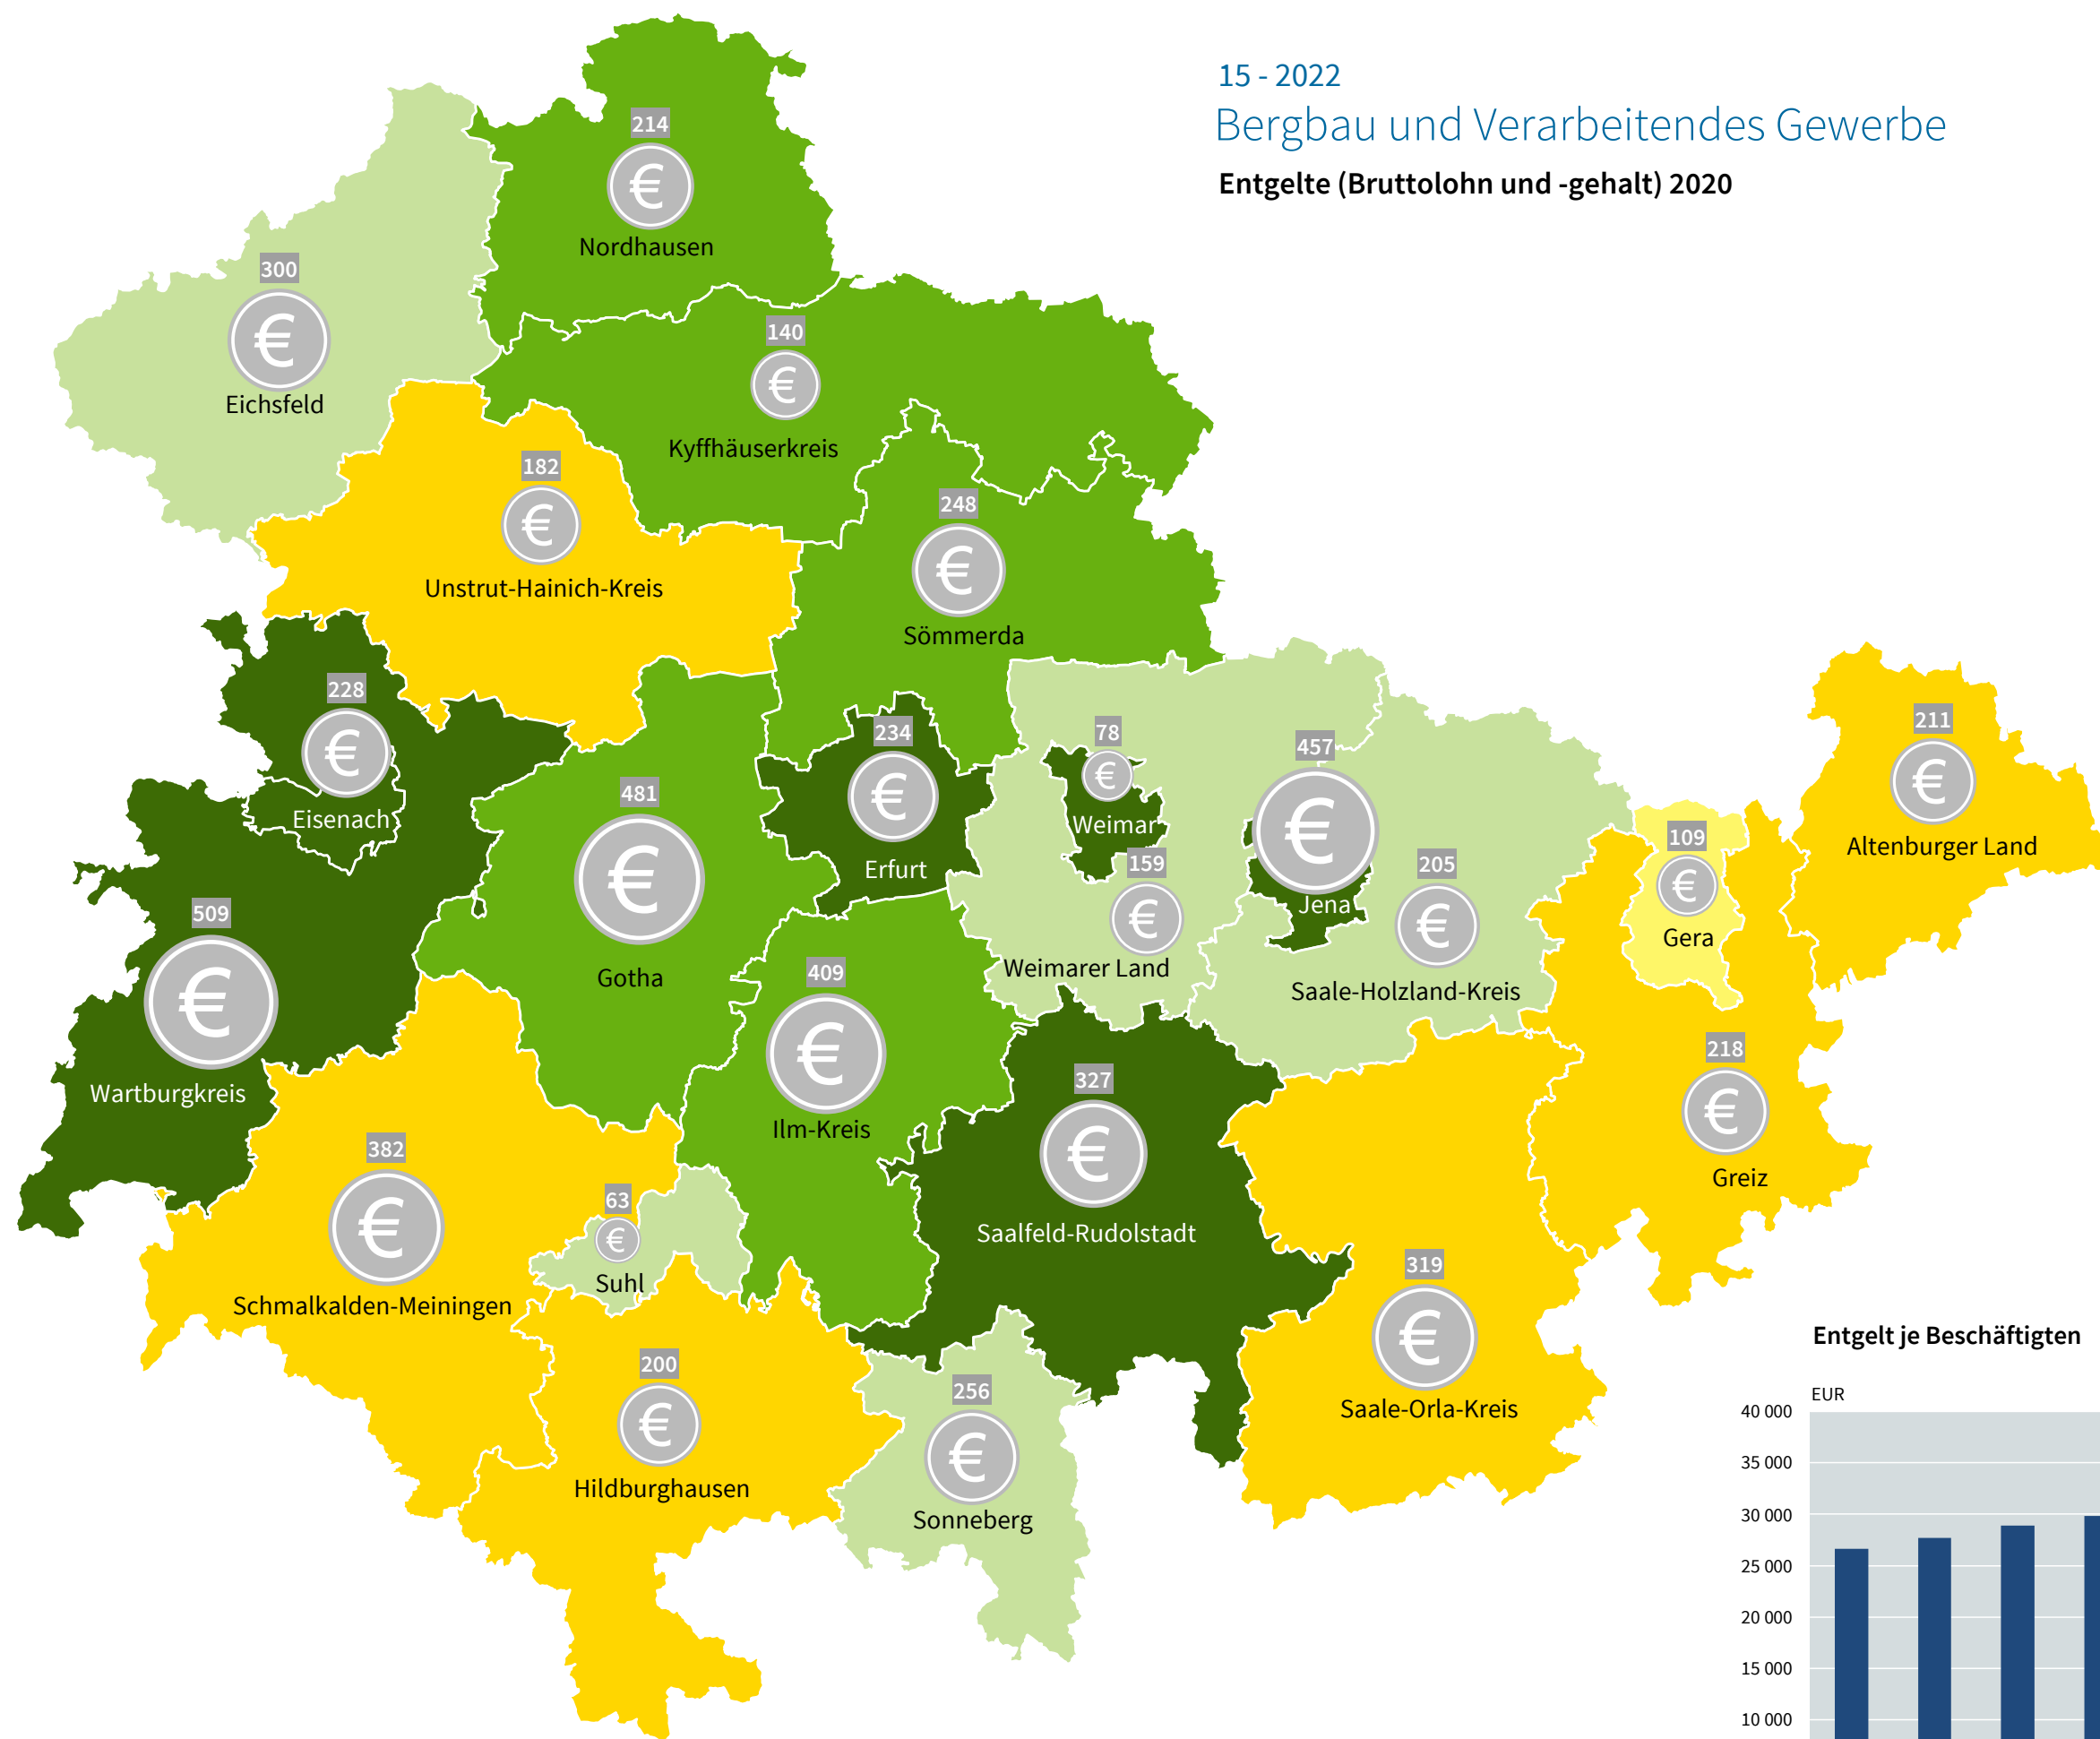 15 - 2022
Bergbau und Verarbeitendes Gewerbe
Entgelte (Bruttolohn und -gehalt) 2020
214
€
Nordhausen
300
€
Eichsfeld
140
€
Kyffhäuserkreis
182
€
Unstrut-Hainich-Kreis
248
€
Sömmerda
228
€
Eisenach
234
€
Erfurt
78
€
Weimar
457
€
Jena
211
€
Altenburger Land
481
€
Gotha
159
€
Weimarer Land
205
€
Saale-Holzland-Kreis
109
€
Gera
509
€
Wartburgkreis
409
€
Ilm-Kreis
327
€
Saalfeld-Rudolstadt
218
€
Greiz
382
€
Schmalkalden-Meiningen
63
€
Suhl
319
€
Saale-Orla-Kreis
200
€
Hildburghausen
256
€
Sonneberg
Entgelt je Beschäftigten
EUR
40 000
35 000
30 000
25 000
20 000
15 000
10 000